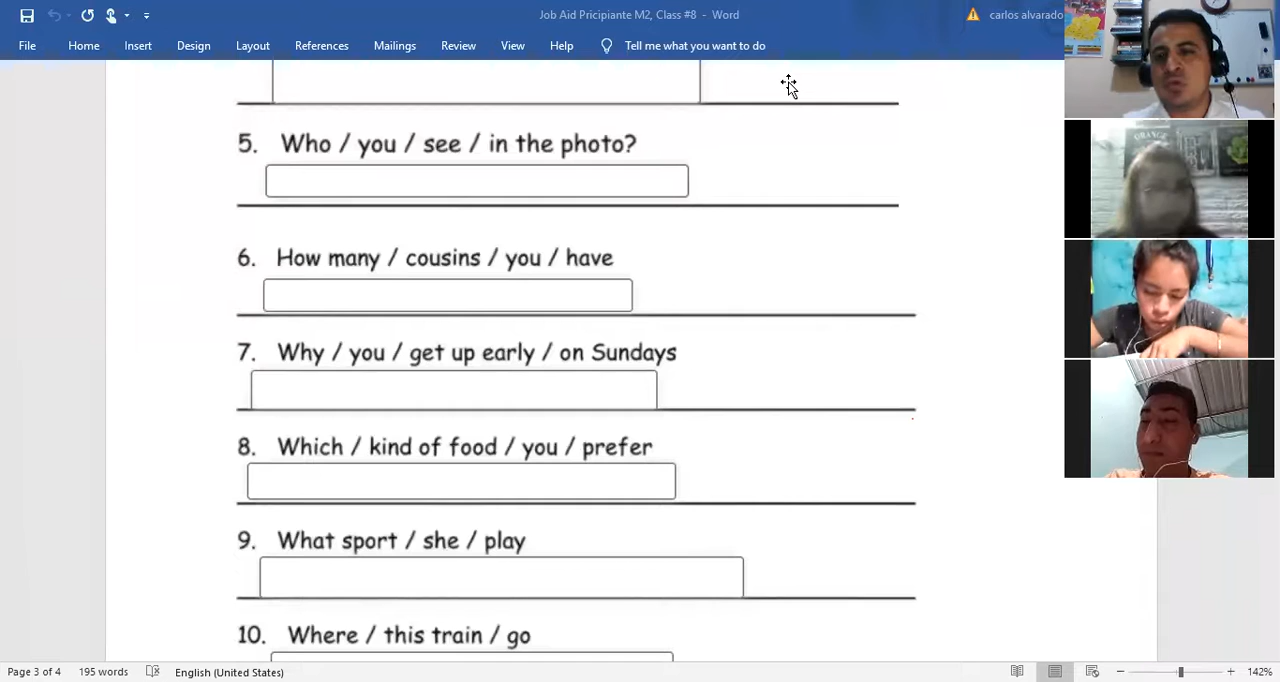 Job Aid Pricipiante M2, Class #8 - Word
carlos alvarado
File Home Insert Design Layout References Mailings Review View Help Tell me what you want to do
5. Who / you / see / in the photo?
6. How many / cousins / you / have
7. Why / you / get up early / on Sundays
8. Which / kind of food / you / prefer
9. What sport / she / play
10. Where / this train / go
ORANGE
Page 3 of 4 195 words English (United States) 142%